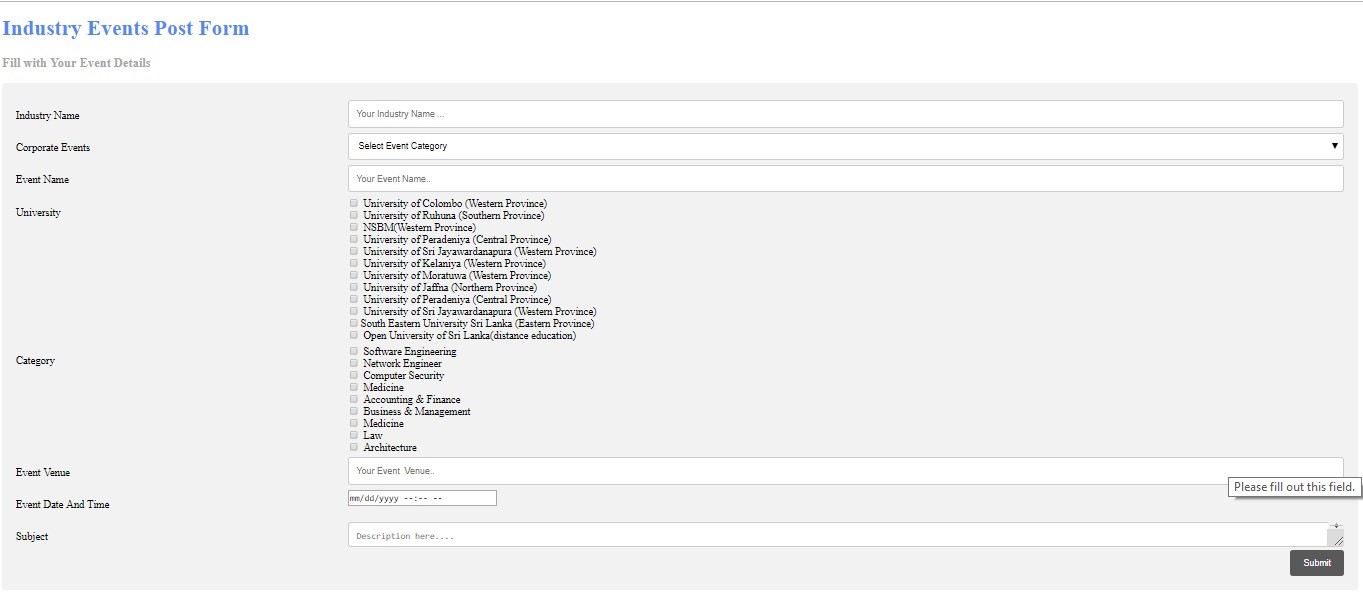 Industry Events Post Form
Fill with Your Event Details
Industry Name
Your Industry Name ...
Corporate Events
Select Event Category
Event Name
Your Event Name..
University
University of Colombo (Western Province)
University of Ruhuna (Southern Province)
NSBM(Western Province)
University of Peradeniya (Central Province)
University of Sri Jayawardanapura (Western Province)
University of Kelaniya (Western Province)
University of Moratuwa (Western Province)
University of Jaffna (Northern Province)
University of Peradeniya (Central Province)
University of Sri Jayawardanapura (Western Province)
South Eastern University Sri Lanka (Eastern Province)
Open University of Sri Lanka(distance education)
Category
Software Engineering
Network Engineer
Computer Security
Medicine
Accounting & Finance
Business & Management
Medicine
Law
Architecture
Event Venue
Your Event Venue..
Please fill out this field.
Event Date And Time
mm/dd/yyyy --:-- --
Subject
Description here....
Submit